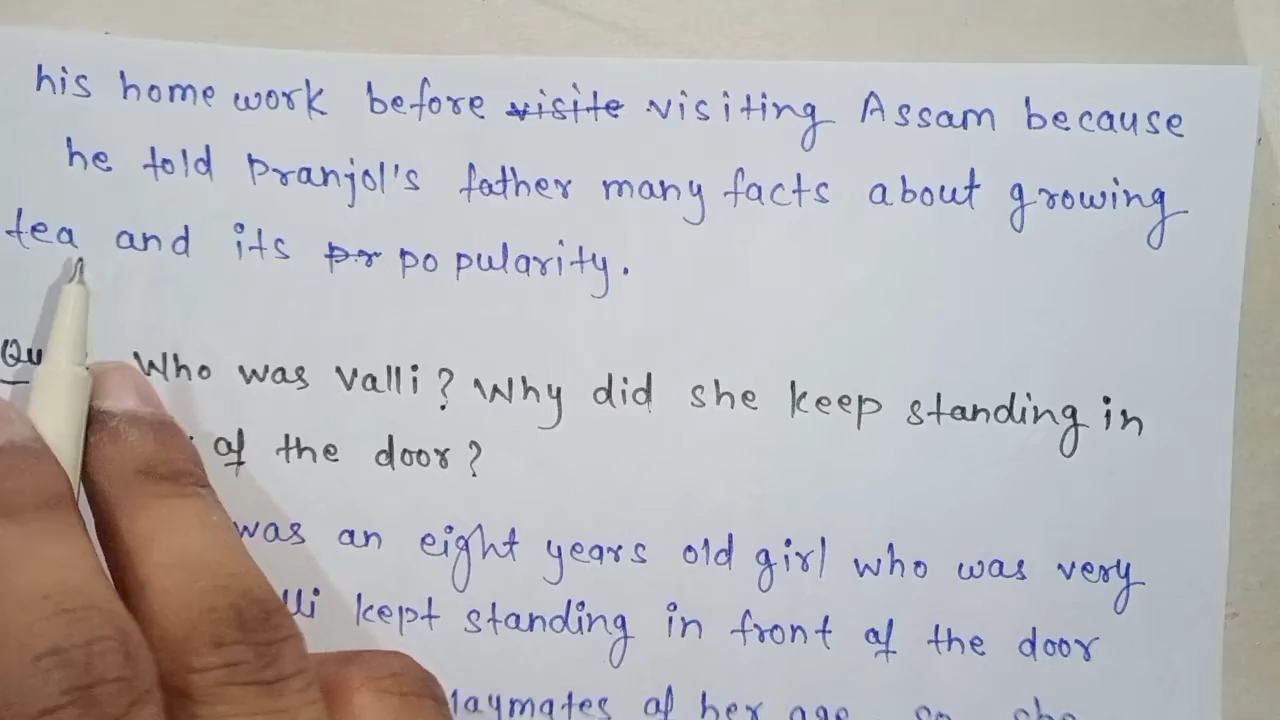 his home work before visite visiting Assam because
he told Pranjol's father many facts about growing
tea and its pr popularity.
Who was Valli? Why did she keep standing in
of the door?
was an eight years old girl who was very
kept standing in front of the door
of her age, so she